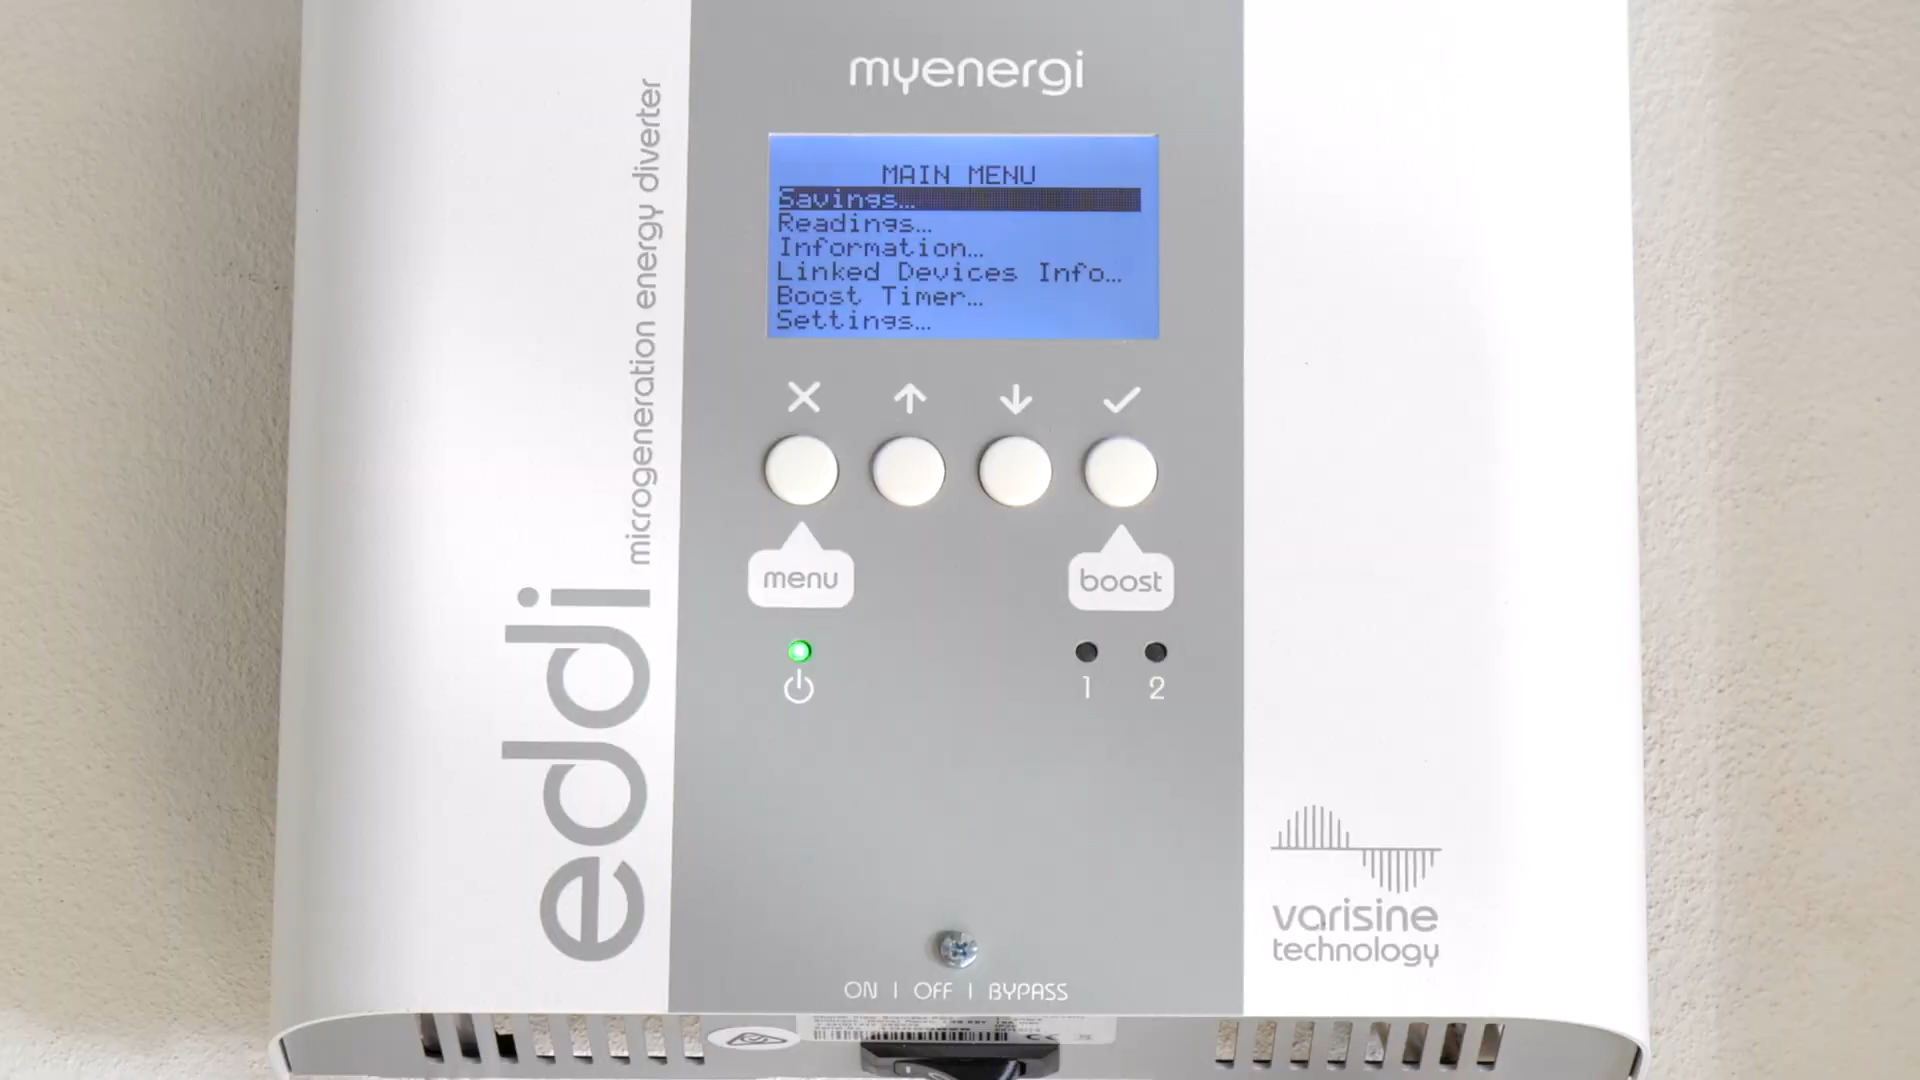 myenergi
MAIN MENU
Savings…
Readings…
Information…
Linked Devices Info…
Boost Timer…
Settings…
menu
boost
1 2
eddi
microgeneration energy diverter
varisine
technology
ON | OFF | BYPASS
CE